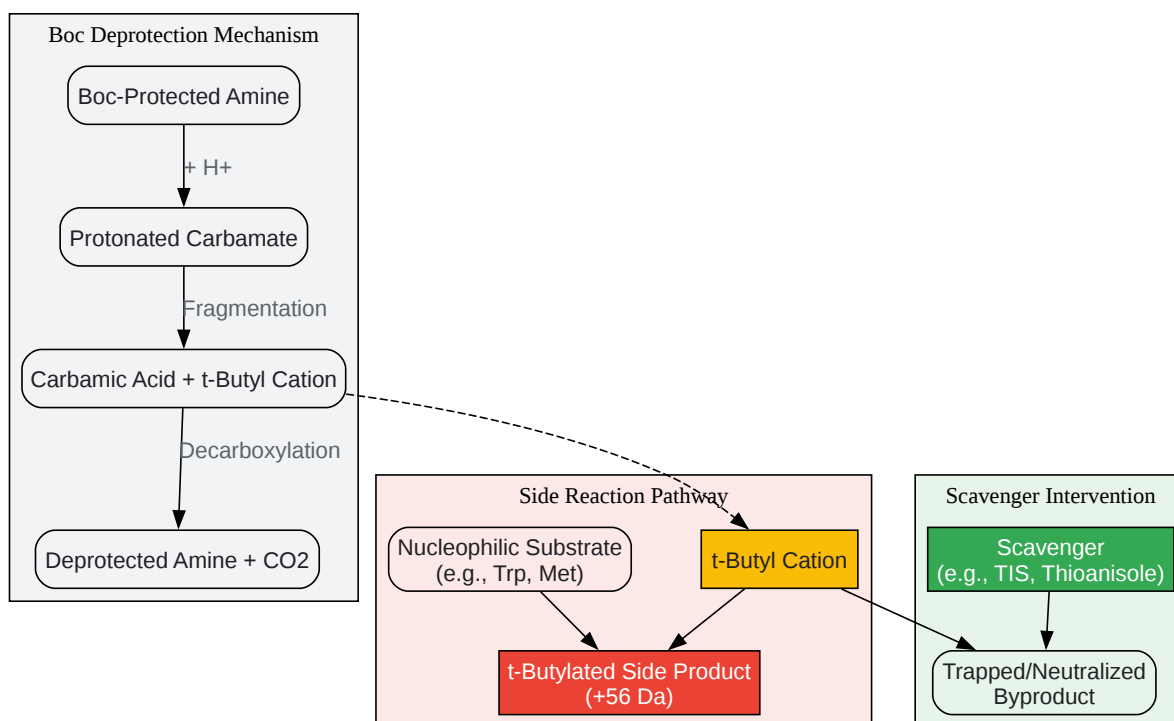 Boc Deprotection Mechanism
Boc-Protected Amine
+ H+
Protonated Carbamate
Fragmentation
Carbamic Acid + t-Butyl Cation
Decarboxylation
Deprotected Amine + CO2
Side Reaction Pathway
Nucleophilic Substrate
(e.g., Trp, Met)
t-Butyl Cation
t-Butylated Side Product
(+56 Da)
Scavenger Intervention
Scavenger
(e.g., TIS, Thioanisole)
Trapped/Neutralized
Byproduct